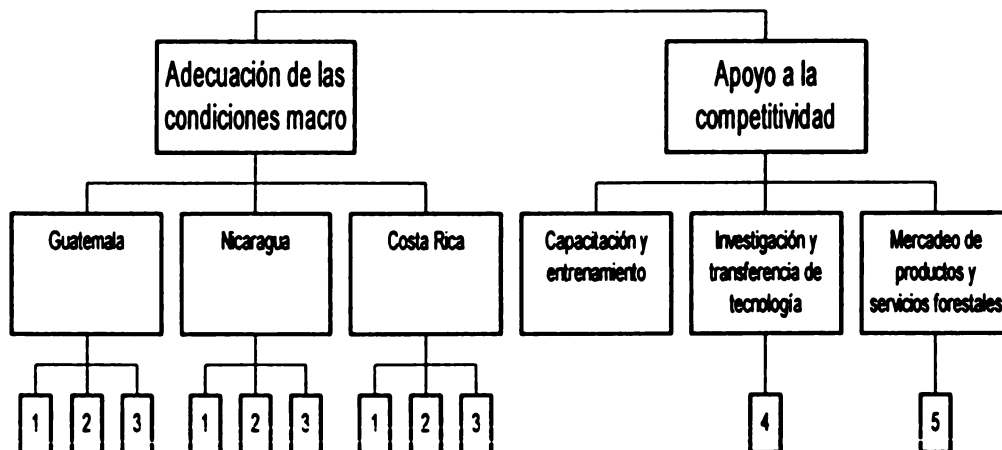 Adecuación de las
condiciones macro
Apoyo a la
competitividad
Guatemala
Nicaragua
Costa Rica
Capacitación y
entrenamiento
Investigación y
transferencia de
tecnología
Mercadeo de
productos y
servicios forestales
1 2 3 1 2 3 1 2 3 4 5